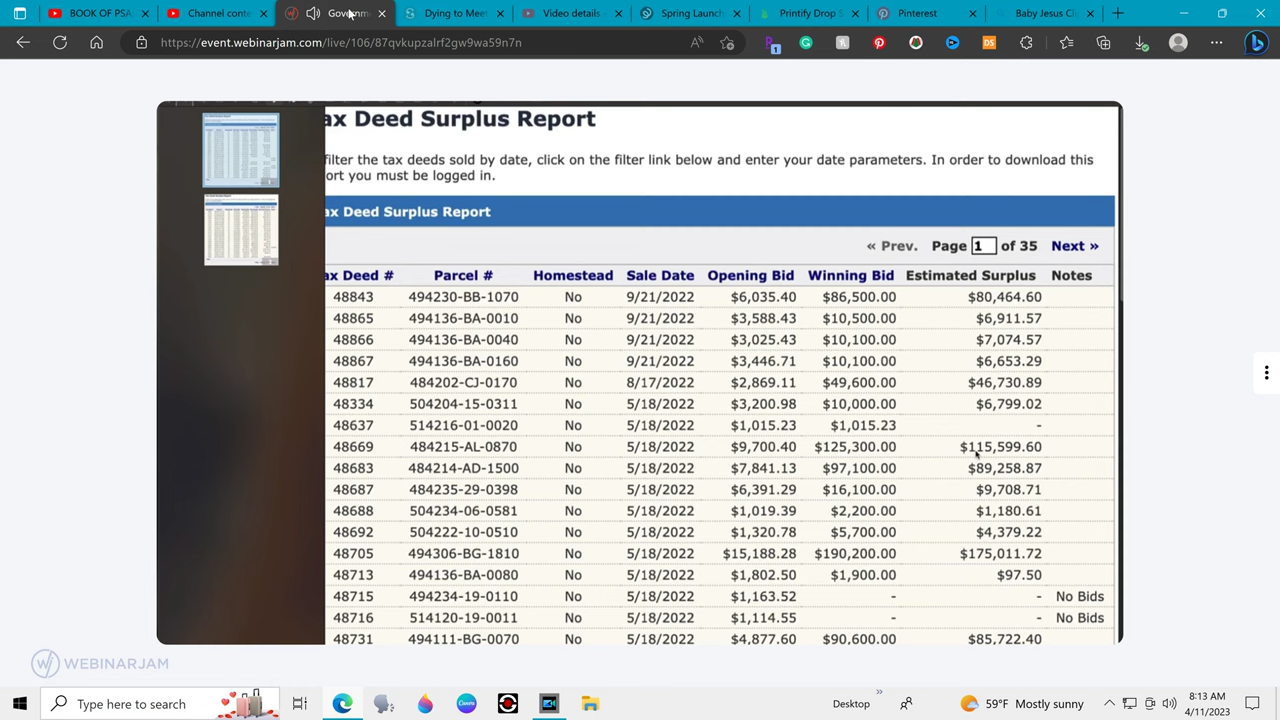 BOOK OF PSA
Channel conte
Governm
Dying to Meet
Video details
Spring Launch
Printify Drop S
Pinterest
Baby Jesus Cl
https://event.webinarjam.com/live/106/87qvkupzalrf2gw9wa59n7n
ax Deed Surplus Report
filter the tax deeds sold by date, click on the filter link below and enter your date parameters. In order to download this
ort you must be logged in.
ax Deed Surplus Report
« Prev. Page 1 of 35 Next »
ax Deed # Parcel # Homestead Sale Date Opening Bid Winning Bid Estimated Surplus Notes
48843 494230-BB-1070 No 9/21/2022 $6,035.40 $86,500.00 $80,464.60
48865 494136-BA-0010 No 9/21/2022 $3,588.43 $10,500.00 $6,911.57
48866 494136-BA-0040 No 9/21/2022 $3,025.43 $10,100.00 $7,074.57
48867 494136-BA-0160 No 9/21/2022 $3,446.71 $10,100.00 $6,653.29
48817 484202-CJ-0170 No 8/17/2022 $2,869.11 $49,600.00 $46,730.89
48334 504204-15-0311 No 5/18/2022 $3,200.98 $10,000.00 $6,799.02
48637 514216-01-0020 No 5/18/2022 $1,015.23 $1,015.23 -
48669 484215-AL-0870 No 5/18/2022 $9,700.40 $125,300.00 $115,599.60
48683 484214-AD-1500 No 5/18/2022 $7,841.13 $97,100.00 $89,258.87
48687 484235-29-0398 No 5/18/2022 $6,391.29 $16,100.00 $9,708.71
48688 504234-06-0581 No 5/18/2022 $1,019.39 $2,200.00 $1,180.61
48692 504222-10-0510 No 5/18/2022 $1,320.78 $5,700.00 $4,379.22
48705 494306-BG-1810 No 5/18/2022 $15,188.28 $190,200.00 $175,011.72
48713 494136-BA-0080 No 5/18/2022 $1,802.50 $1,900.00 $97.50
48715 494234-19-0110 No 5/18/2022 $1,163.52 - - No Bids
48716 514120-19-0011 No 5/18/2022 $1,114.55 - - No Bids
48731 494111-BG-0070 No 5/18/2022 $4,877.60 $90,600.00 $85,722.40
WEBINARJAM
Type here to search
Desktop
59°F Mostly sunny
8:13 AM
4/11/2023